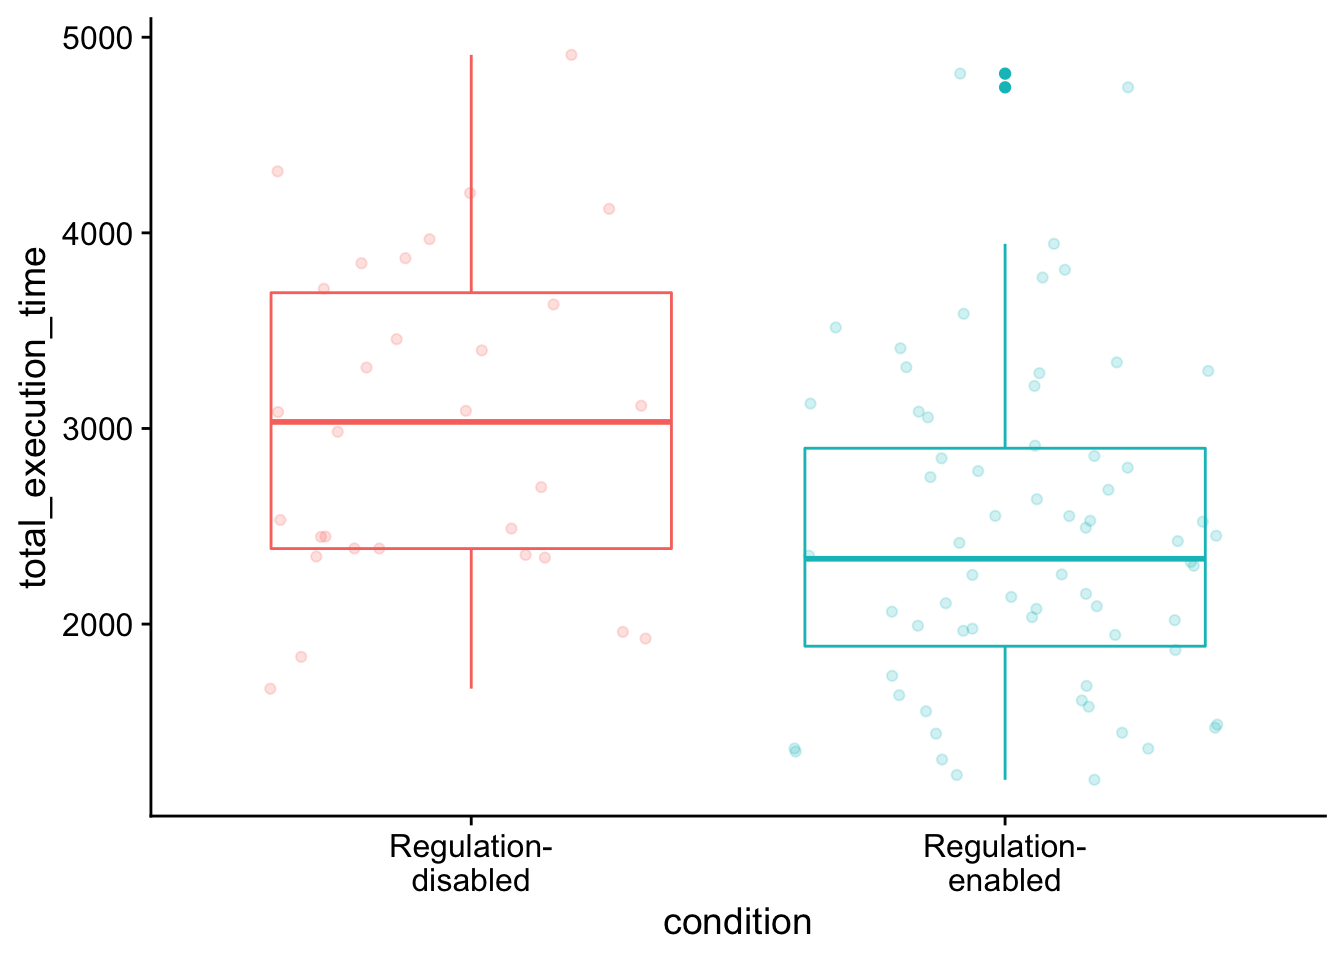 5000
4000
3000
2000
total_execution_time
Regulation-
disabled
Regulation-
enabled
condition